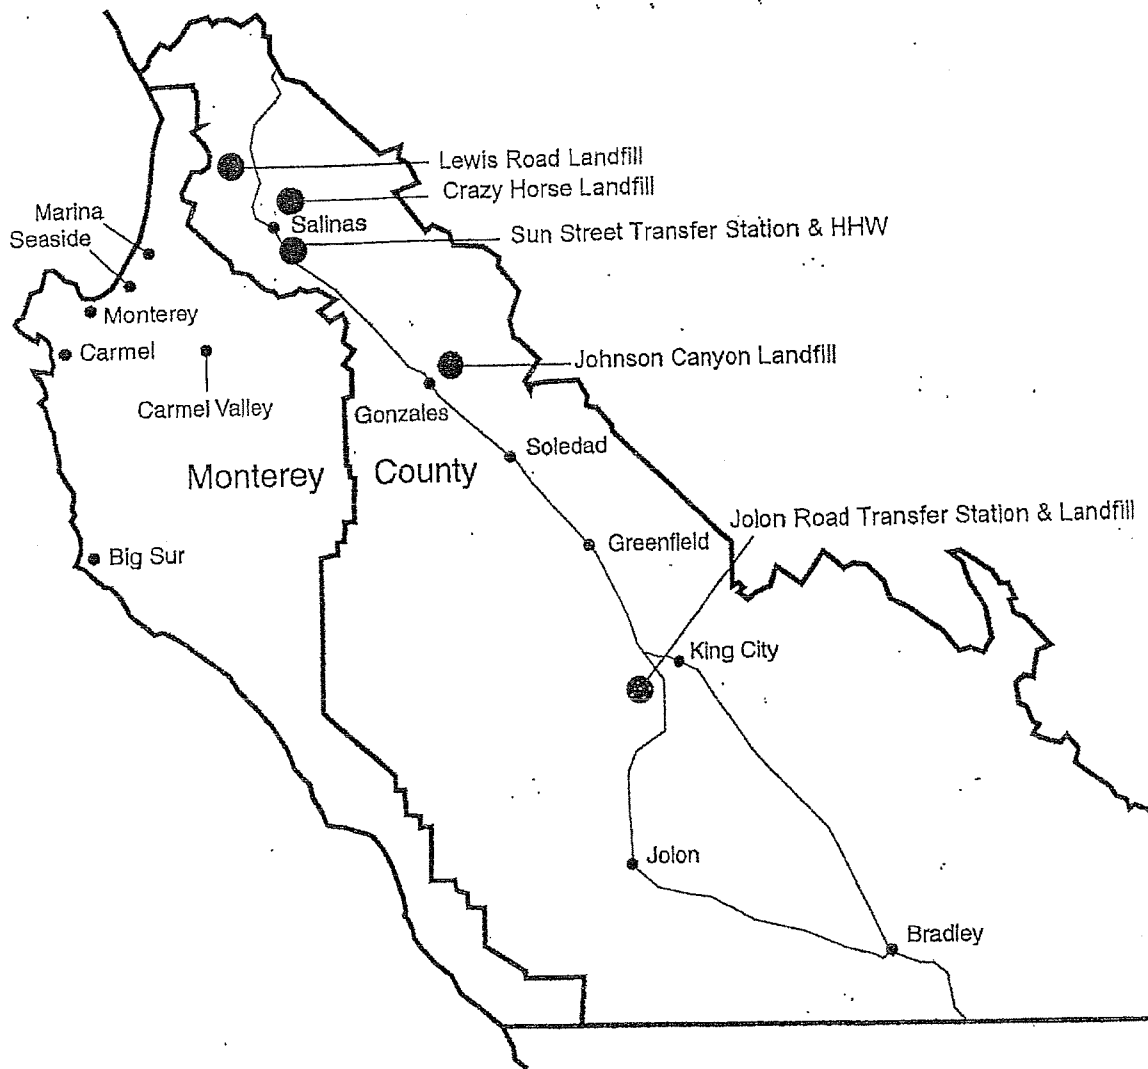 Lewis Road Landfill
Crazy Horse Landfill
Marina
Salinas
Sun Street Transfer Station & HHW
Seaside
Monterey
Carmel
Johnson Canyon Landfill
Carmel Valley
Gonzales
Soledad
Monterey County
Jolon Road Transfer Station & Landfill
Greenfield
Big Sur
King City
Jolon
Bradley